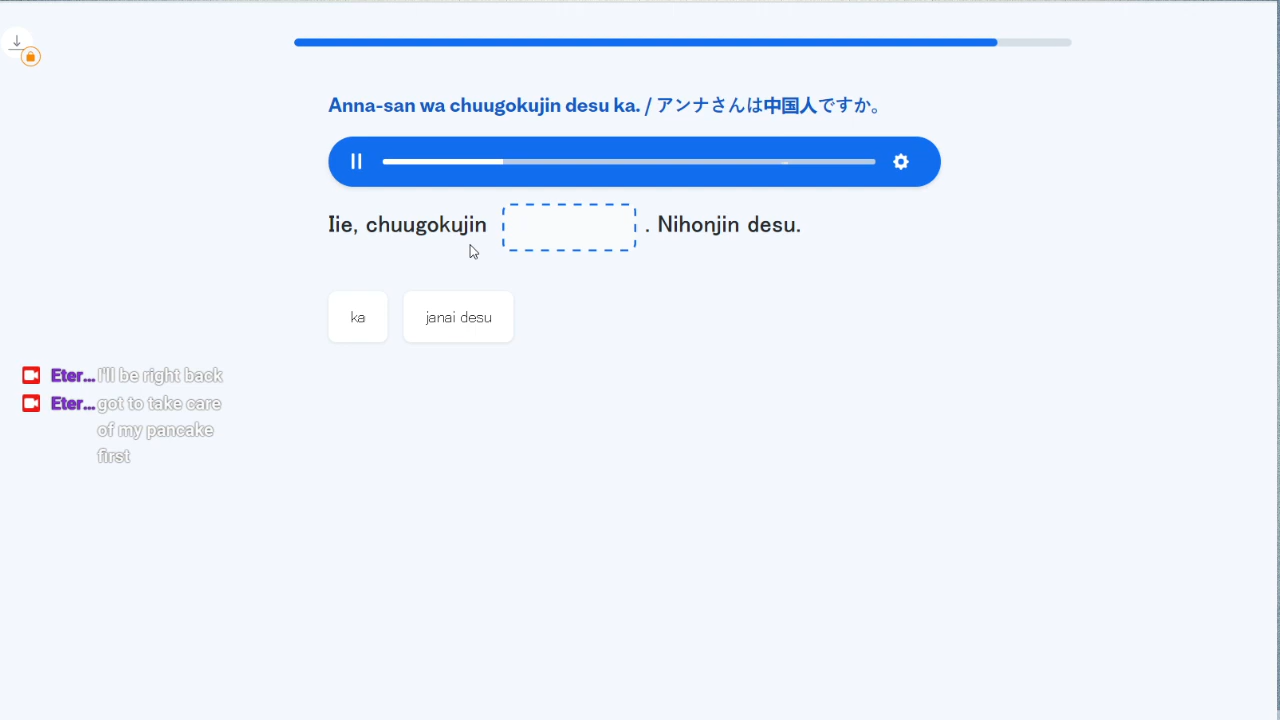 Anna-san wa chuugokujin desu ka. / アンナさんは中国人ですか。
Iie, chuugokujin . Nihonjin desu.
ka
janai desu
Eter... I'll be right back
Eter... got to take care
of my pancake
first